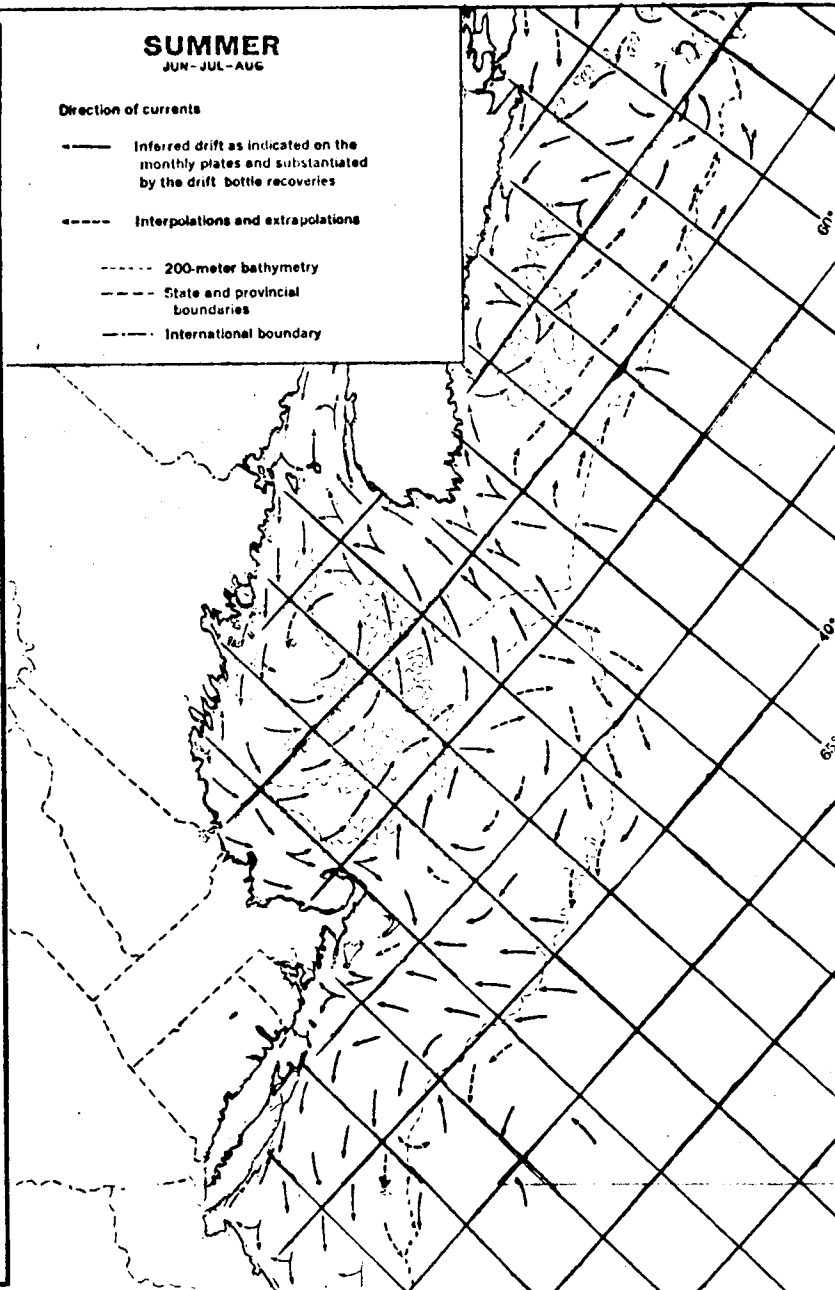 SUMMER
JUN-JUL-AUG
Direction of currents
Inferred drift as indicated on the
monthly plates and substantiated
by the drift bottle recoveries
Interpolations and extrapolations
200-meter bathymetry
State and provincial
boundaries
International boundary
60°
40°
65°